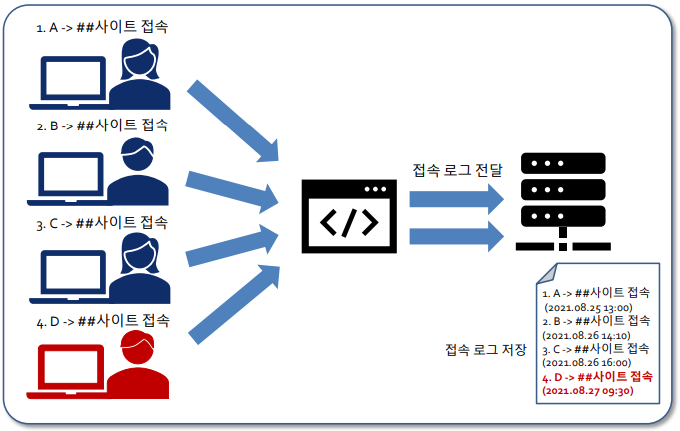 1. A -> ##사이트 접속
2. B -> ##사이트 접속
3. C -> ##사이트 접속
4. D -> ##사이트 접속
</>
접속 로그 전달
접속 로그 저장
1. A -> ##사이트 접속
(2021.08.25 13:00)
2. B -> ##사이트 접속
(2021.08.26 14:10)
3. C -> ##사이트 접속
(2021.08.26 16:00)
4. D -> ##사이트 접속
(2021.08.27 09:30)